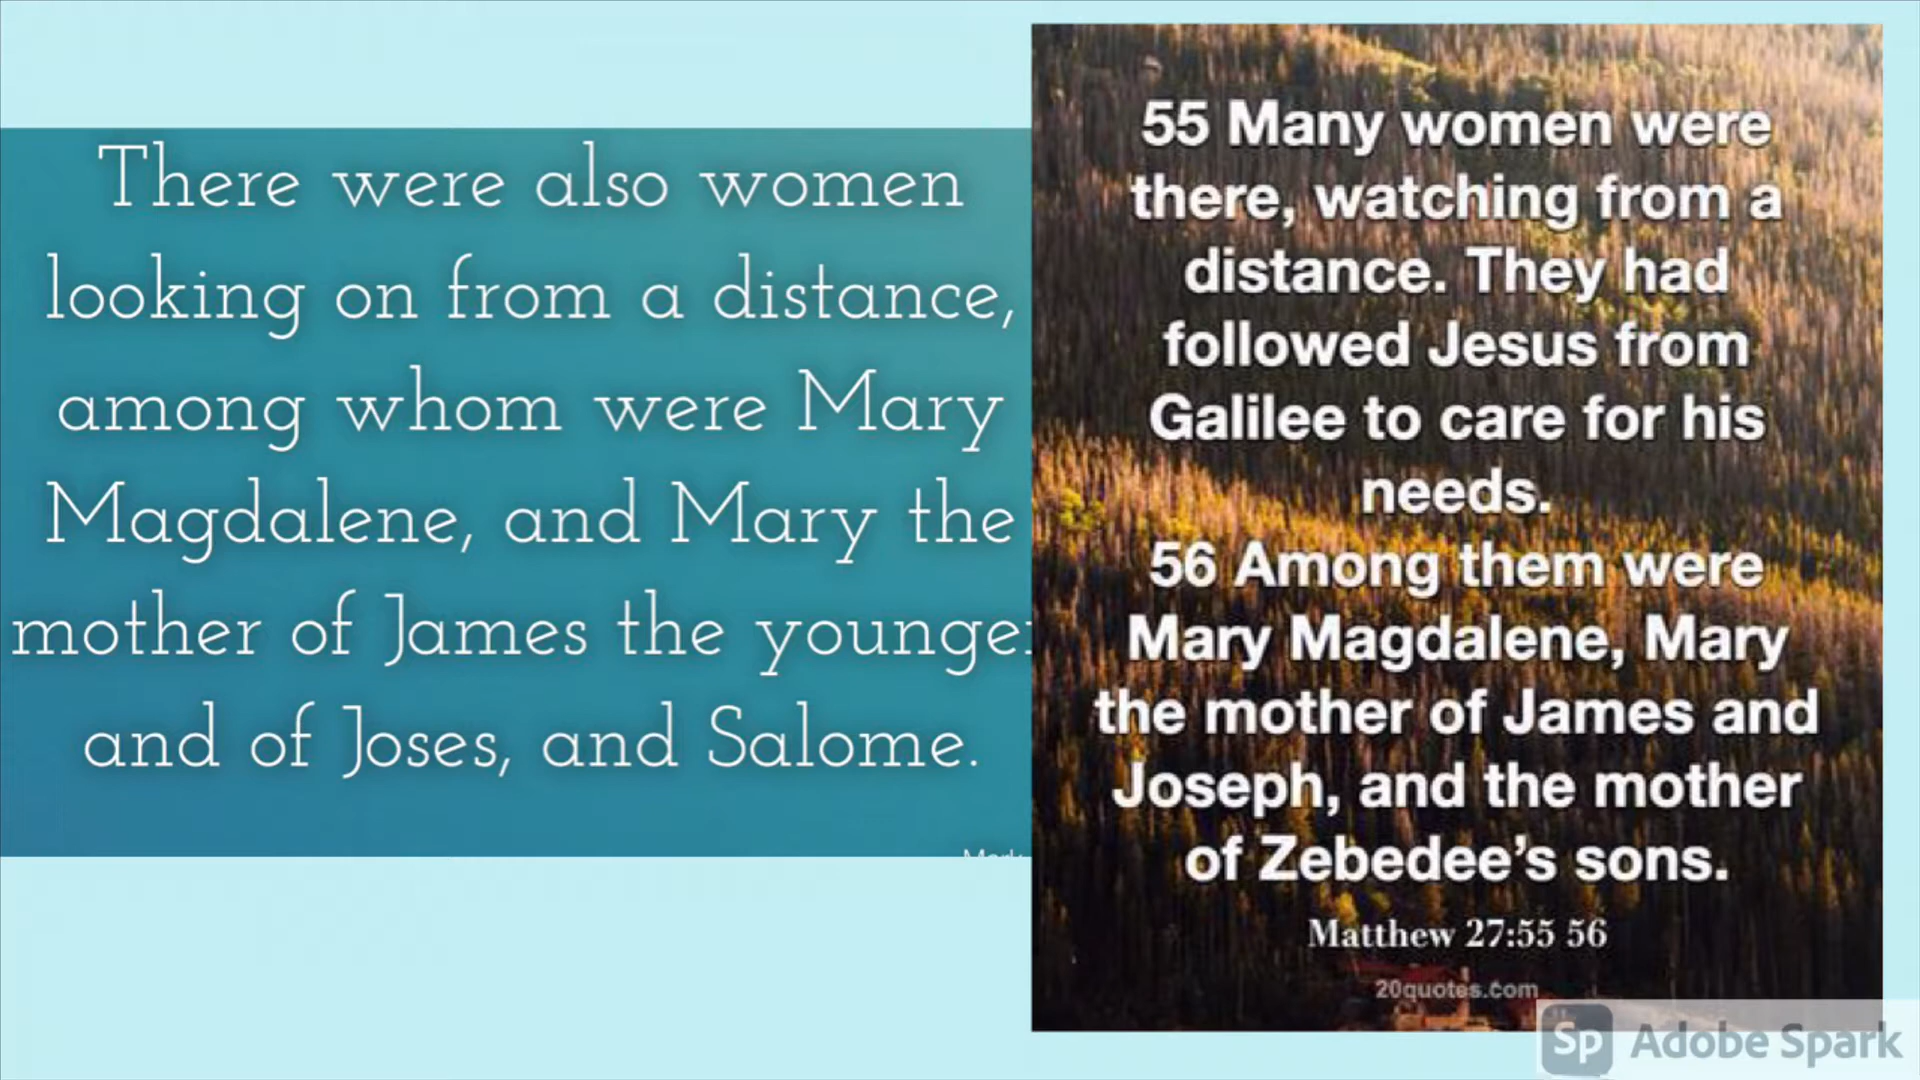 There were also women
looking on from a distance,
among whom were Mary
Magdalene, and Mary the
mother of James the younge
and of Joses, and Salome.
55 Many women were
there, watching from a
distance. They had
followed Jesus from
Galilee to care for his
needs.
56 Among them were
Mary Magdalene, Mary
the mother of James and
Joseph, and the mother
of Zebedee’s sons.
Matthew 27:55 56
20quotes.com
Sp Adobe Spark